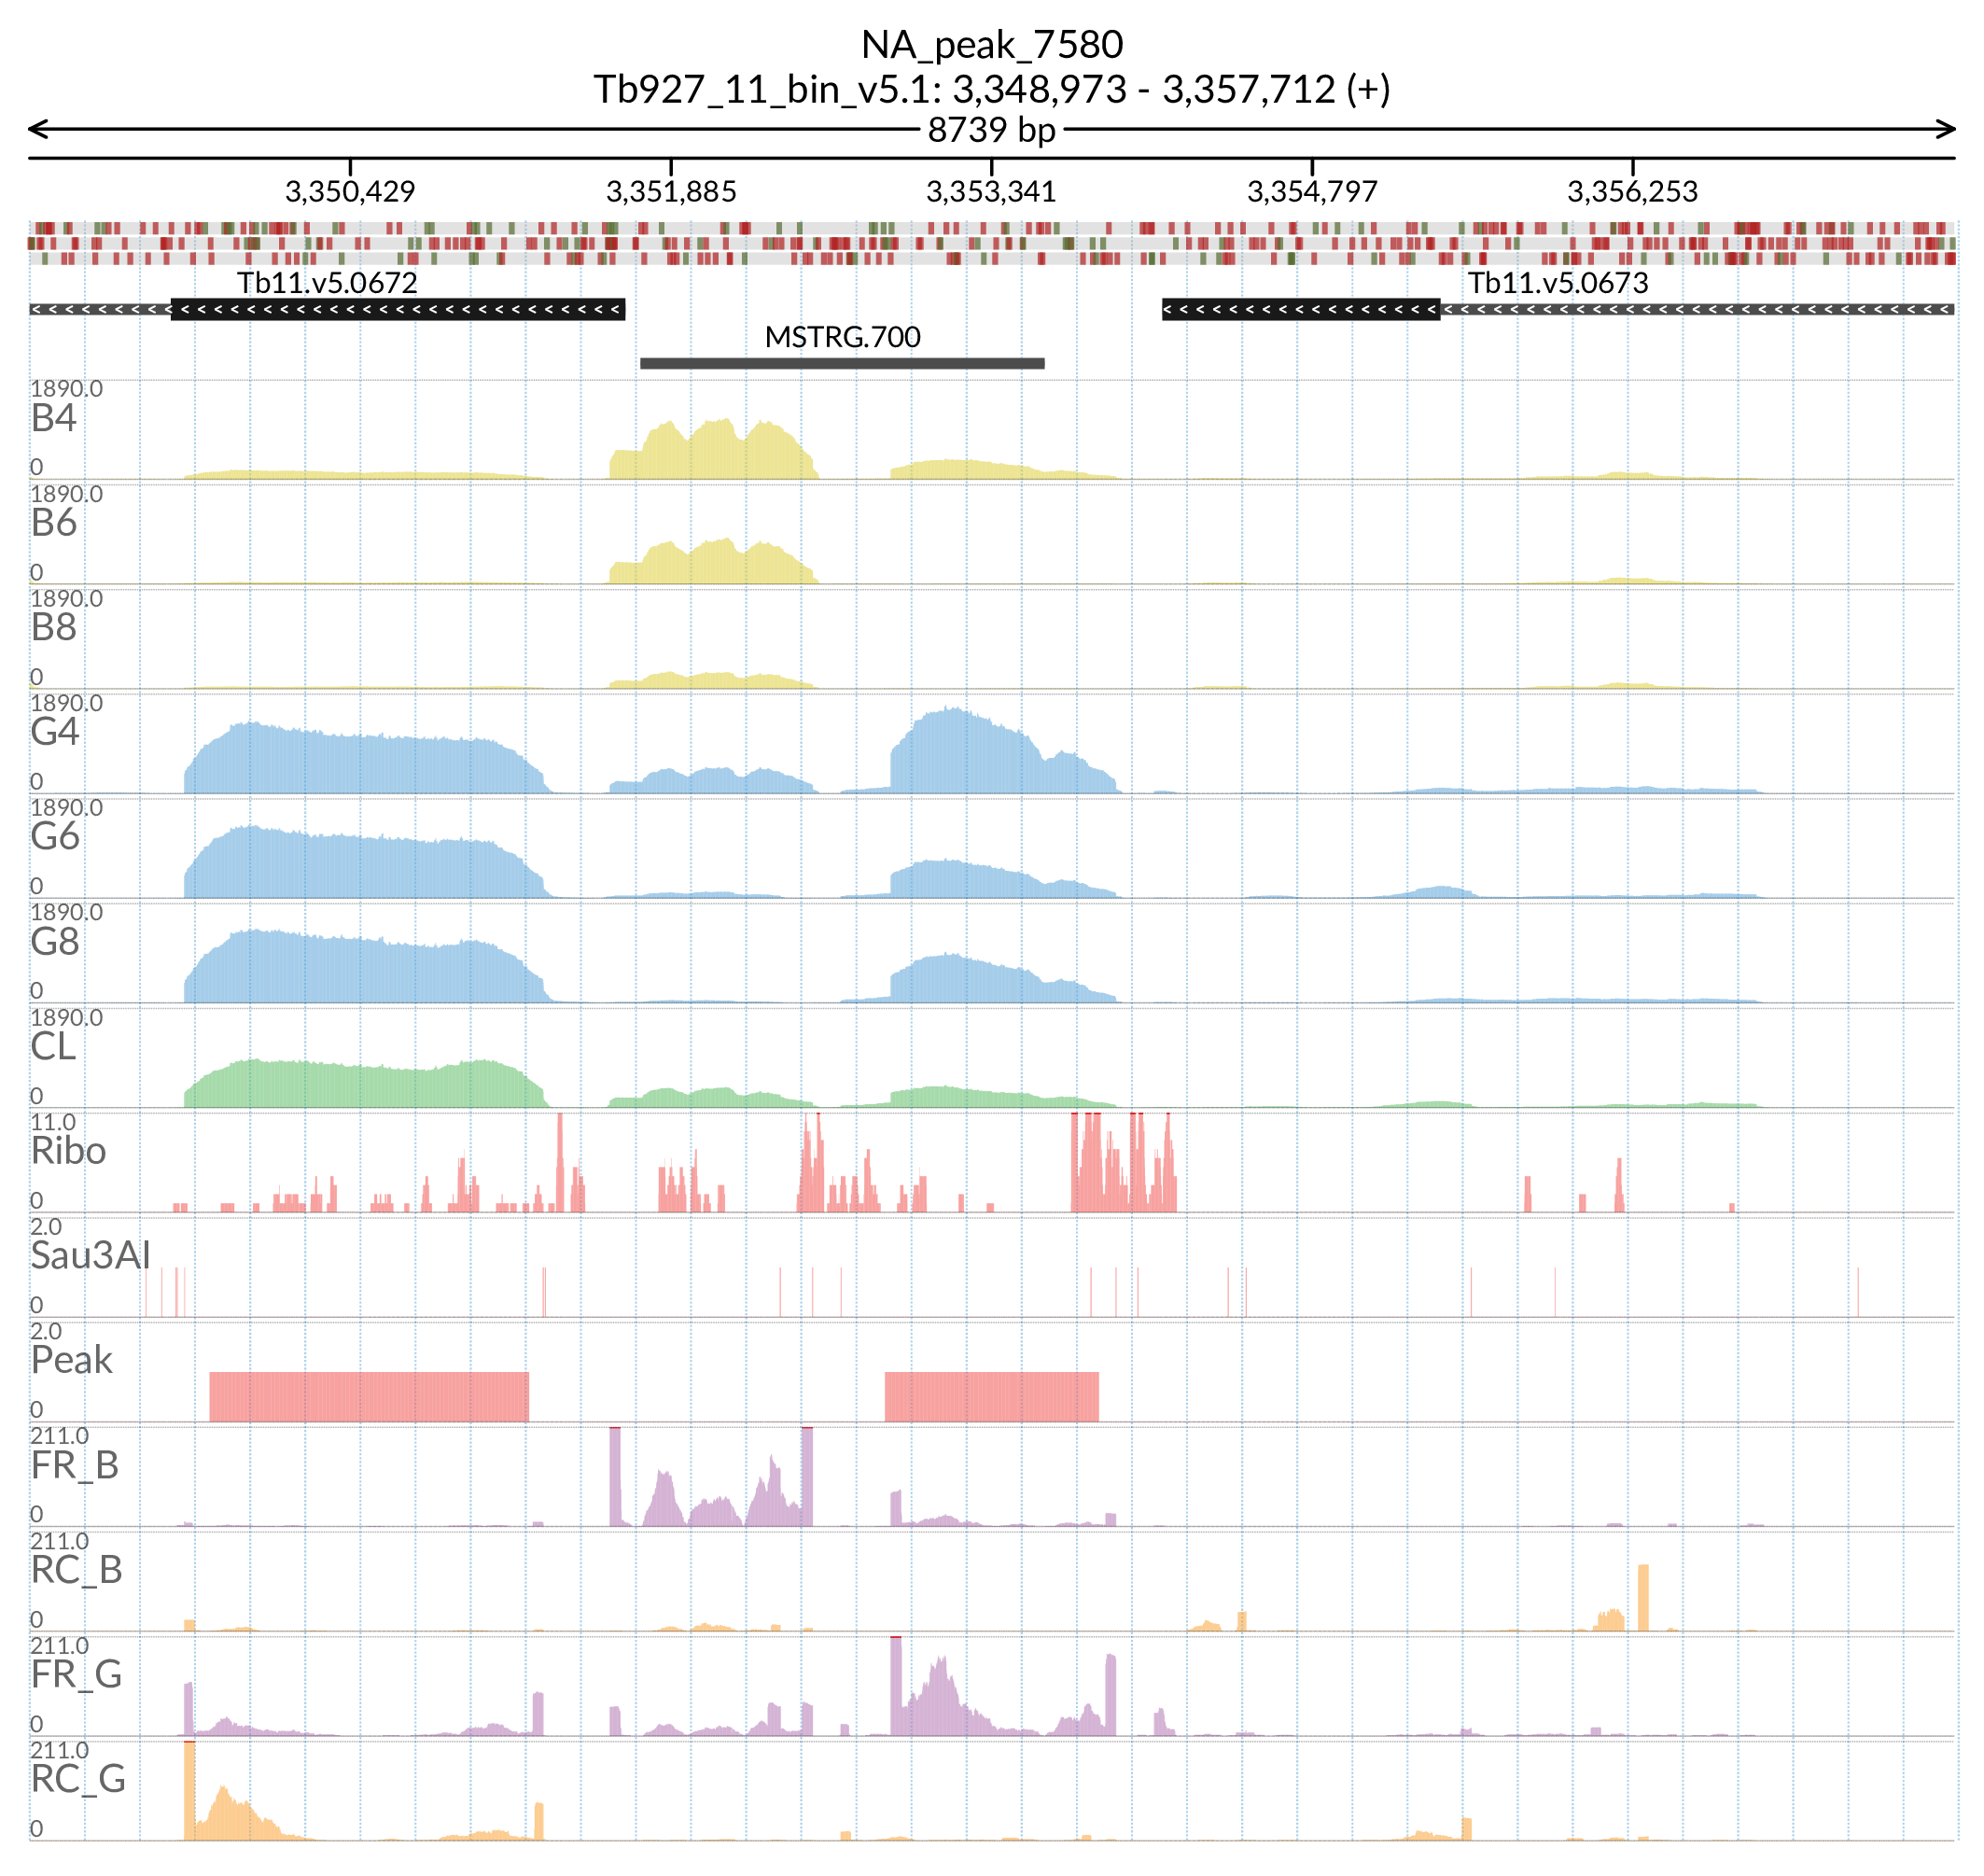 NA_peak_7580
Tb927_11_bin_v5.1: 3,348,973 - 3,357,712 (+)
8739 bp
3,350,429 3,351,885 3,353,341 3,354,797 3,356,253
Tb11.v5.0672 Tb11.v5.0673
MSTRG.700
1890.0
B4
0
1890.0
B6
0
1890.0
B8
0
1890.0
G4
0
1890.0
G6
0
1890.0
G8
0
1890.0
CL
0
11.0
Ribo
0
2.0
Sau3AI
0
2.0
Peak
0
211.0
FR_B
0
211.0
RC_B
0
211.0
FR_G
0
211.0
RC_G
0